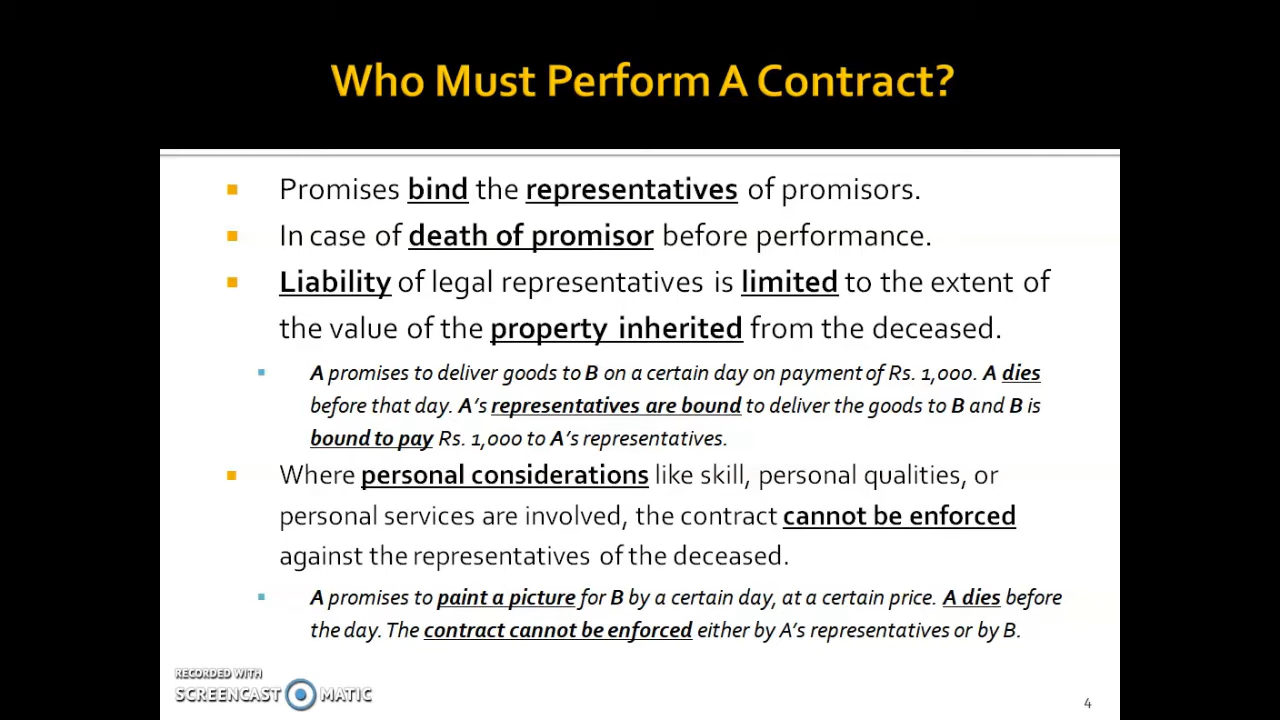 Who Must Perform A Contract?
Promises bind the representatives of promisors.
In case of death of promisor before performance.
Liability of legal representatives is limited to the extent of
the value of the property inherited from the deceased.
A promises to deliver goods to B on a certain day on payment of Rs. 1,000. A dies
before that day. A's representatives are bound to deliver the goods to B and B is
bound to pay Rs. 1,000 to A's representatives.
Where personal considerations like skill, personal qualities, or
personal services are involved, the contract cannot be enforced
against the representatives of the deceased.
A promises to paint a picture for B by a certain day, at a certain price. A dies before
the day. The contract cannot be enforced either by A's representatives or by B.
RECORDED WITH
SCREENCAST MATIC
4